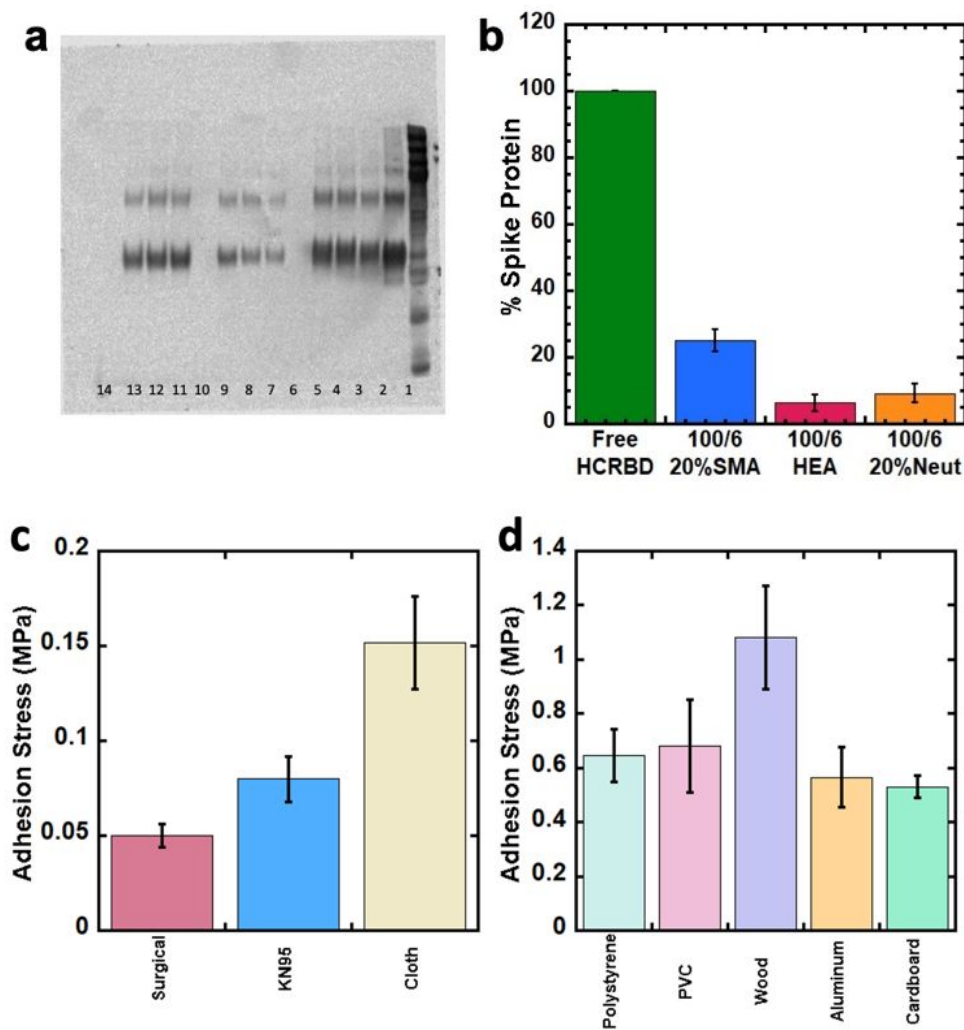 a
14 13 12 11 10 9 8 7 6 5 4 3 2 1
b
% Spike Protein
120
100
80
60
40
20
0
Free
HCRBD
100/6
20%SMA
100/6
HEA
100/6
20%Neut
c
Adhesion Stress (MPa)
0.2
0.15
0.1
0.05
0
Surgical
KN95
Cloth
d
Adhesion Stress (MPa)
1.4
1.2
1
0.8
0.6
0.4
0.2
0
Polystyrene
PVC
Wood
Aluminum
Cardboard